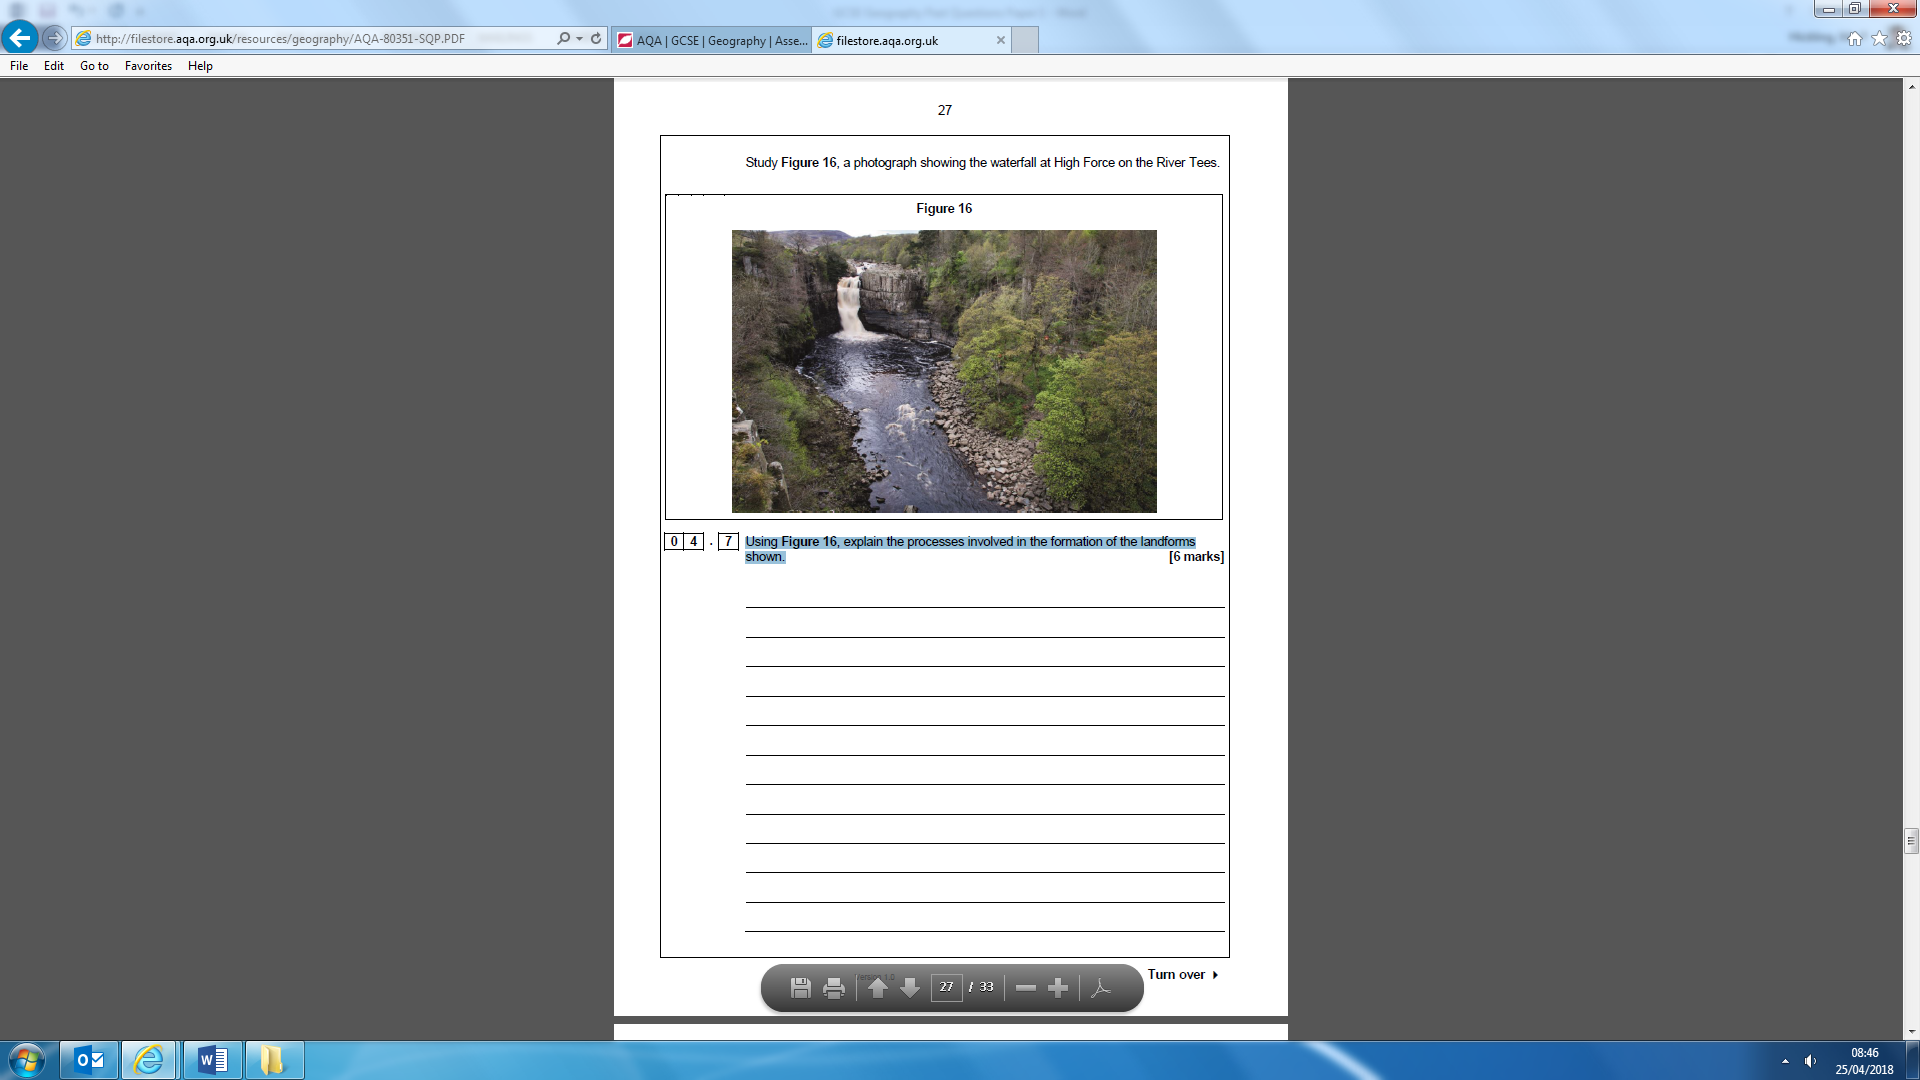 http://filestore.aqa.org.uk/resources/geography/AQA-80351-SQP.PDF
AQA | GCSE | Geography | Asse...
filestore.aqa.org.uk
File Edit Go to Favorites Help
27
Study Figure 16, a photograph showing the waterfall at High Force on the River Tees.
Figure 16
0 4 . 7 Using Figure 16, explain the processes involved in the formation of the landforms
shown. [6 marks]
Turn over
27 / 33
08:46
25/04/2018